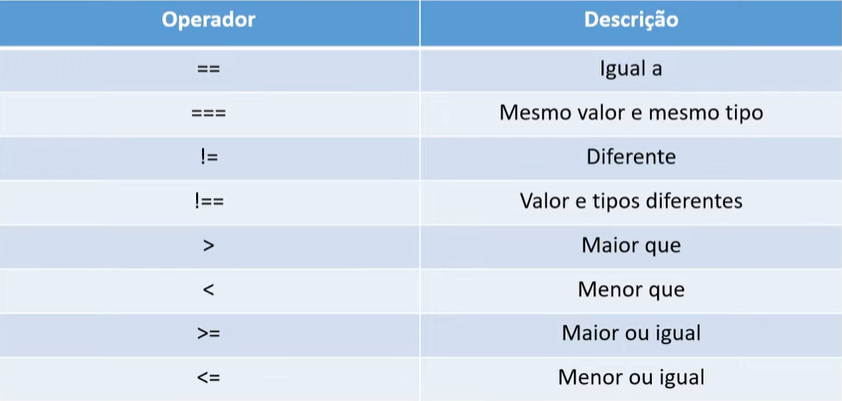 Operador Descrição
== Igual a
=== Mesmo valor e mesmo tipo
!= Diferente
!== Valor e tipos diferentes
> Maior que
< Menor que
>= Maior ou igual
<= Menor ou igual